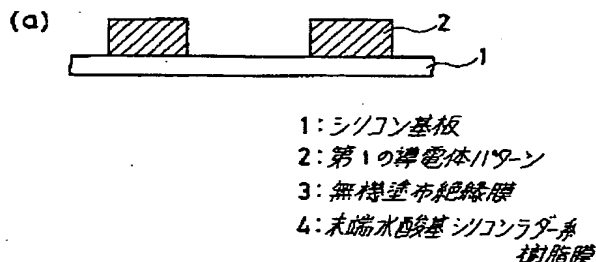 (a)
2
1
1:シリコン基板
2:第1の導電体パターン
3:無機塗布絶縁膜
4:末端水酸基シリコンラダー系
樹脂膜